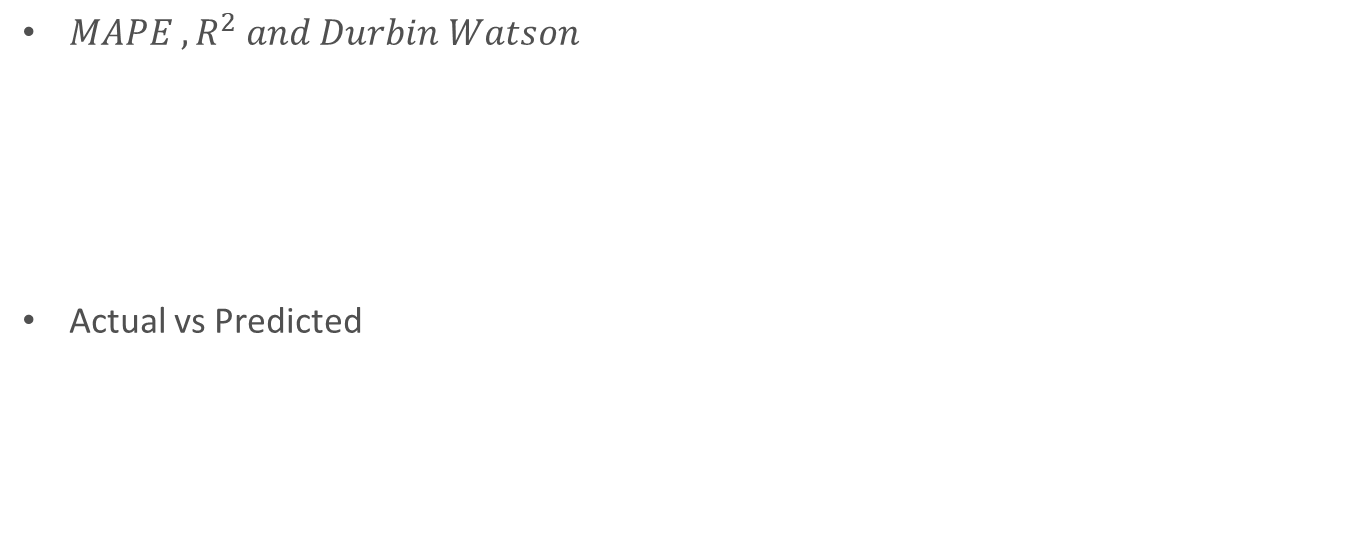 • MAPE , R² and Durbin Watson
• Actual vs Predicted